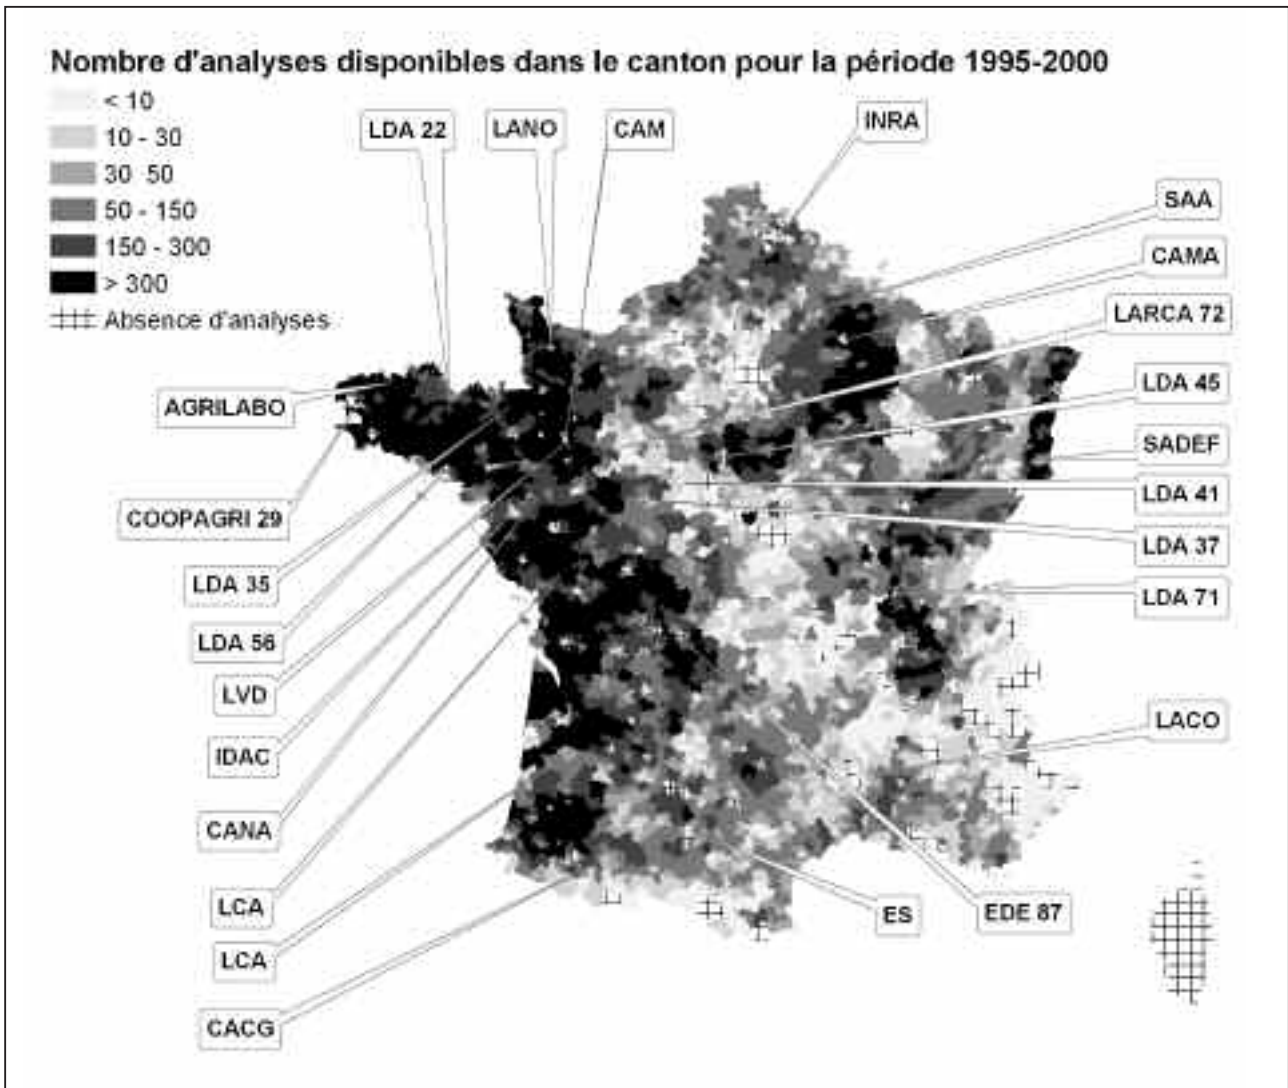 Nombre d'analyses disponibles dans le canton pour la période 1995-2000
< 10
10 - 30
30 50
50 - 150
150 - 300
> 300
Absence d'analyses
LDA 22
LANO
CAM
INRA
SAA
CAMA
LARCA 72
LDA 45
SADEF
LDA 41
LDA 37
LDA 71
LACO
AGRILABO
COOPAGRI 29
LDA 35
LDA 56
LVD
IDAC
CANA
LCA
LCA
CACG
ES
EDE 87